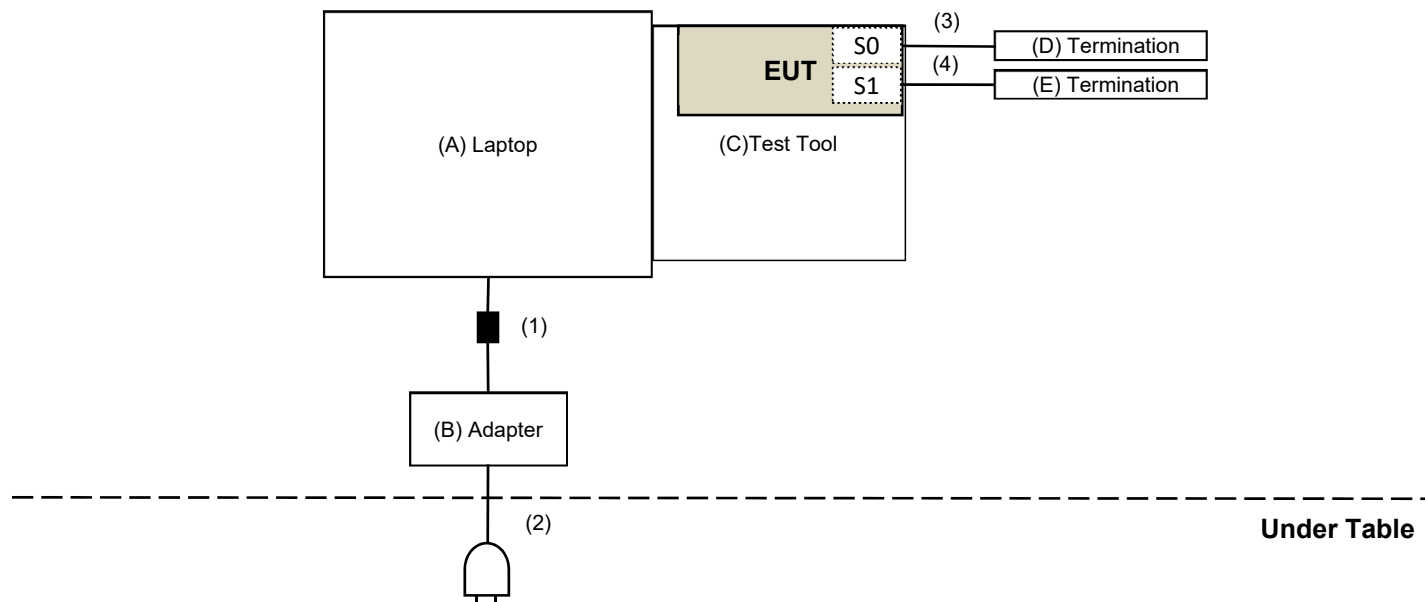 (3)
S0
(D) Termination
EUT
(4)
S1
(E) Termination
(A) Laptop
(C)Test Tool
(1)
(B) Adapter
(2)
Under Table